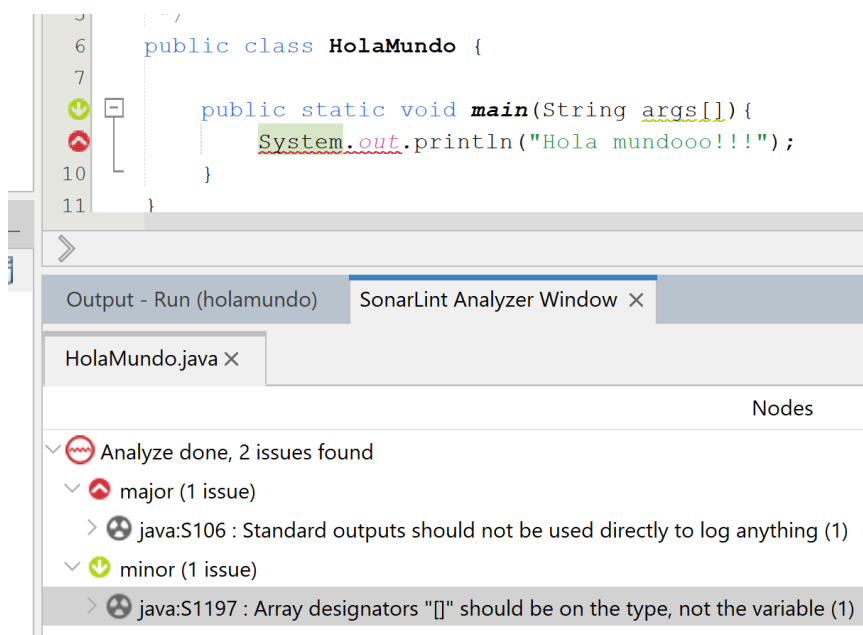 */
6 public class HolaMundo {
7
public static void main(String args[]){
System.out.println("Hola mundooo!!!");
10 }
11 }
Output - Run (holamundo) SonarLint Analyzer Window
HolaMundo.java
Nodes
Analyze done, 2 issues found
major (1 issue)
java:S106 : Standard outputs should not be used directly to log anything (1)
minor (1 issue)
java:S1197 : Array designators "[]" should be on the type, not the variable (1)